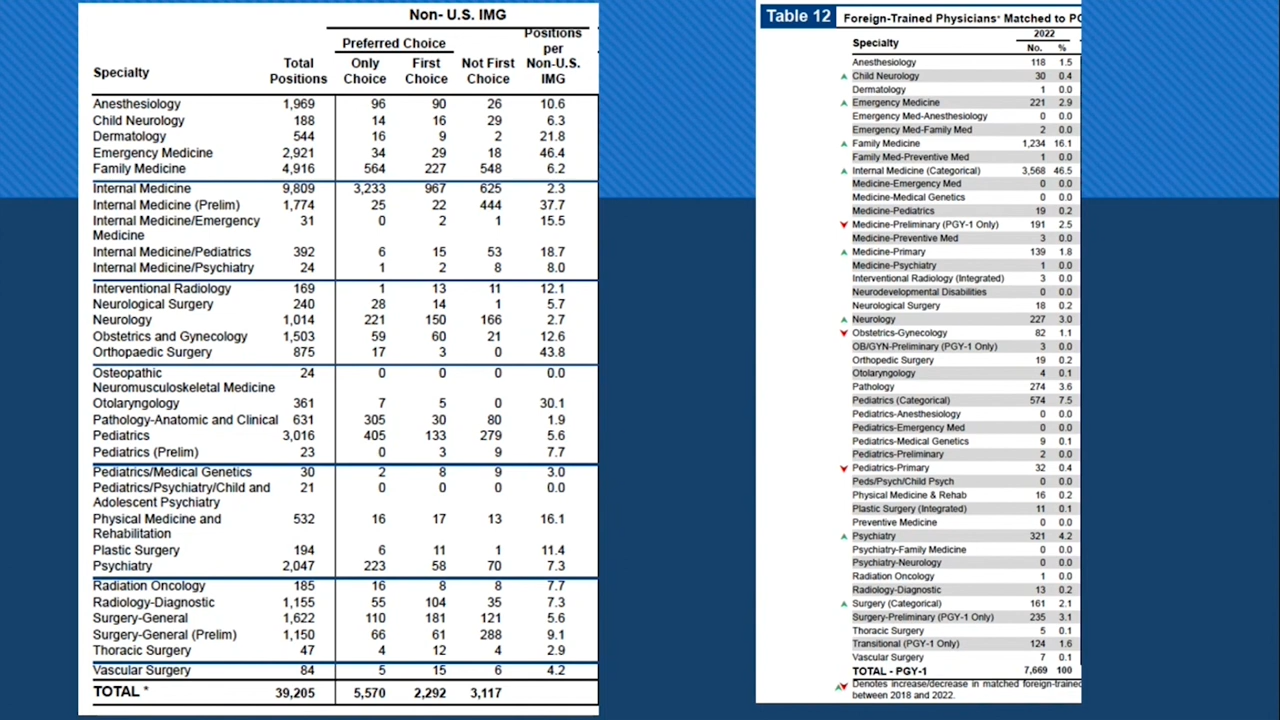 Non- U.S. IMG
Preferred Choice
Positions per Non-U.S. IMG
Specialty Total Positions Only Choice First Choice Not First Choice
Anesthesiology 1,969 96 90 26 10.6
Child Neurology 188 14 16 29 6.3
Dermatology 544 16 9 2 21.8
Emergency Medicine 2,921 34 29 18 46.4
Family Medicine 4,916 564 227 548 6.2
Internal Medicine 9,809 3,233 967 625 2.3
Internal Medicine (Prelim) 1,774 25 22 444 37.7
Internal Medicine/Emergency 31 0 2 1 15.5
Medicine
Internal Medicine/Pediatrics 392 6 15 53 18.7
Internal Medicine/Psychiatry 24 1 2 8 8.0
Interventional Radiology 169 1 13 11 12.1
Neurological Surgery 240 28 14 1 5.7
Neurology 1,014 221 150 166 2.7
Obstetrics and Gynecology 1,503 59 60 21 12.6
Orthopaedic Surgery 875 17 3 0 43.8
Osteopathic 24 0 0 0 0.0
Neuromusculoskeletal Medicine
Otolaryngology 361 7 5 0 30.1
Pathology-Anatomic and Clinical 631 305 30 80 1.9
Pediatrics 3,016 405 133 279 5.6
Pediatrics (Prelim) 23 0 3 9 7.7
Pediatrics/Medical Genetics 30 2 8 9 3.0
Pediatrics/Psychiatry/Child and 21 0 0 0 0.0
Adolescent Psychiatry
Physical Medicine and 532 16 17 13 16.1
Rehabilitation
Plastic Surgery 194 6 11 1 11.4
Psychiatry 2,047 223 58 70 7.3
Radiation Oncology 185 16 8 8 7.7
Radiology-Diagnostic 1,155 55 104 35 7.3
Surgery-General 1,622 110 181 121 5.6
Surgery-General (Prelim) 1,150 66 61 288 9.1
Thoracic Surgery 47 4 12 4 2.9
Vascular Surgery 84 5 15 6 4.2
TOTAL * 39,205 5,570 2,292 3,117
Table 12 Foreign-Trained Physicians* Matched to PG
2022
Specialty No. %
Anesthesiology 118 1.5
Child Neurology 30 0.4
Dermatology 1 0.0
Emergency Medicine 221 2.9
Emergency Med-Anesthesiology 0 0.0
Emergency Med-Family Med 2 0.0
Family Medicine 1,234 16.1
Family Med-Preventive Med 1 0.0
Internal Medicine (Categorical) 3,568 46.5
Medicine-Emergency Med 0 0.0
Medicine-Medical Genetics 0 0.0
Medicine-Pediatrics 19 0.2
Medicine-Preliminary (PGY-1 Only) 191 2.5
Medicine-Preventive Med 3 0.0
Medicine-Primary 139 1.8
Medicine-Psychiatry 1 0.0
Interventional Radiology (Integrated) 3 0.0
Neurodevelopmental Disabilities 0 0.0
Neurological Surgery 18 0.2
Neurology 227 3.0
Obstetrics-Gynecology 82 1.1
OB/GYN-Preliminary (PGY-1 Only) 3 0.0
Orthopedic Surgery 19 0.2
Otolaryngology 4 0.1
Pathology 274 3.6
Pediatrics (Categorical) 574 7.5
Pediatrics-Anesthesiology 0 0.0
Pediatrics-Emergency Med 0 0.0
Pediatrics-Medical Genetics 9 0.1
Pediatrics-Preliminary 2 0.0
Pediatrics-Primary 32 0.4
Peds/Psych/Child Psych 0 0.0
Physical Medicine & Rehab 16 0.2
Plastic Surgery (Integrated) 11 0.1
Preventive Medicine 0 0.0
Psychiatry 321 4.2
Psychiatry-Family Medicine 0 0.0
Psychiatry-Neurology 0 0.0
Radiation Oncology 1 0.0
Radiology-Diagnostic 13 0.2
Surgery (Categorical) 161 2.1
Surgery-Preliminary (PGY-1 Only) 235 3.1
Thoracic Surgery 5 0.1
Transitional (PGY-1 Only) 124 1.6
Vascular Surgery 7 0.1
TOTAL - PGY-1 7,669 100
Denotes increase/decrease in matched foreign-trained
between 2018 and 2022.